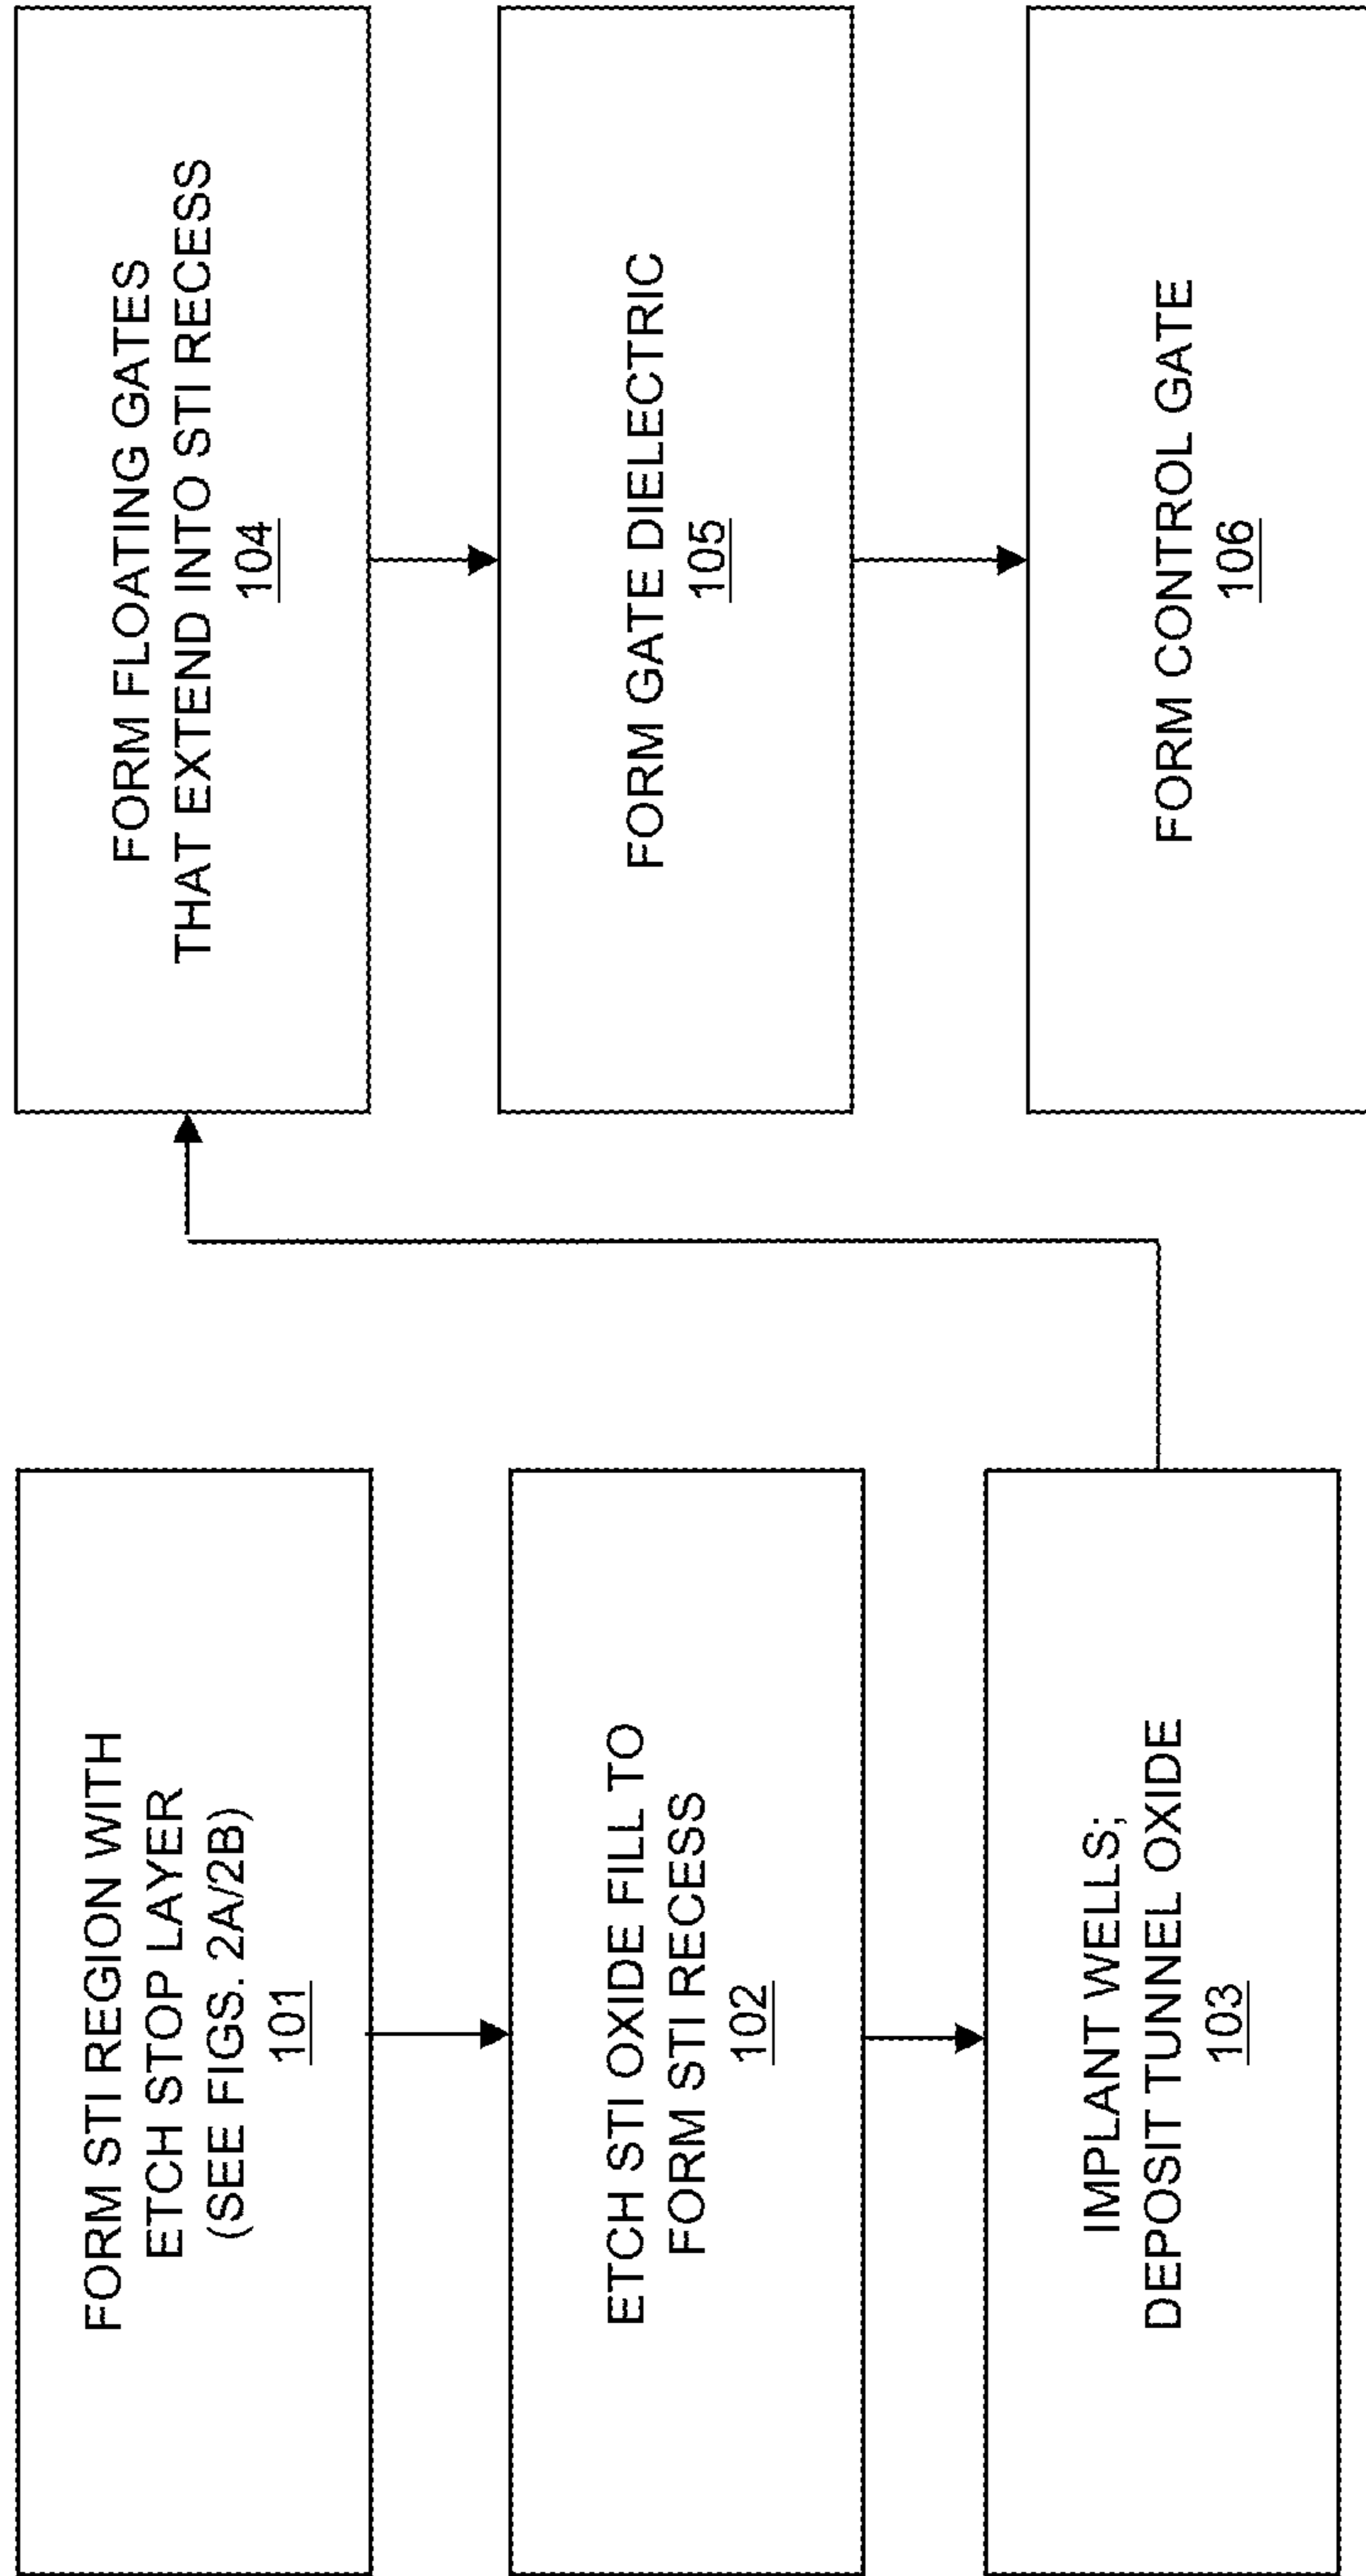 FORM STI REGION WITH
ETCH STOP LAYER
(SEE FIGS. 2A/2B)
101
ETCH STI OXIDE FILL TO
FORM STI RECESS
102
IMPLANT WELLS;
DEPOSIT TUNNEL OXIDE
103
FORM FLOATING GATES
THAT EXTEND INTO STI RECESS
104
FORM GATE DIELECTRIC
105
FORM CONTROL GATE
106